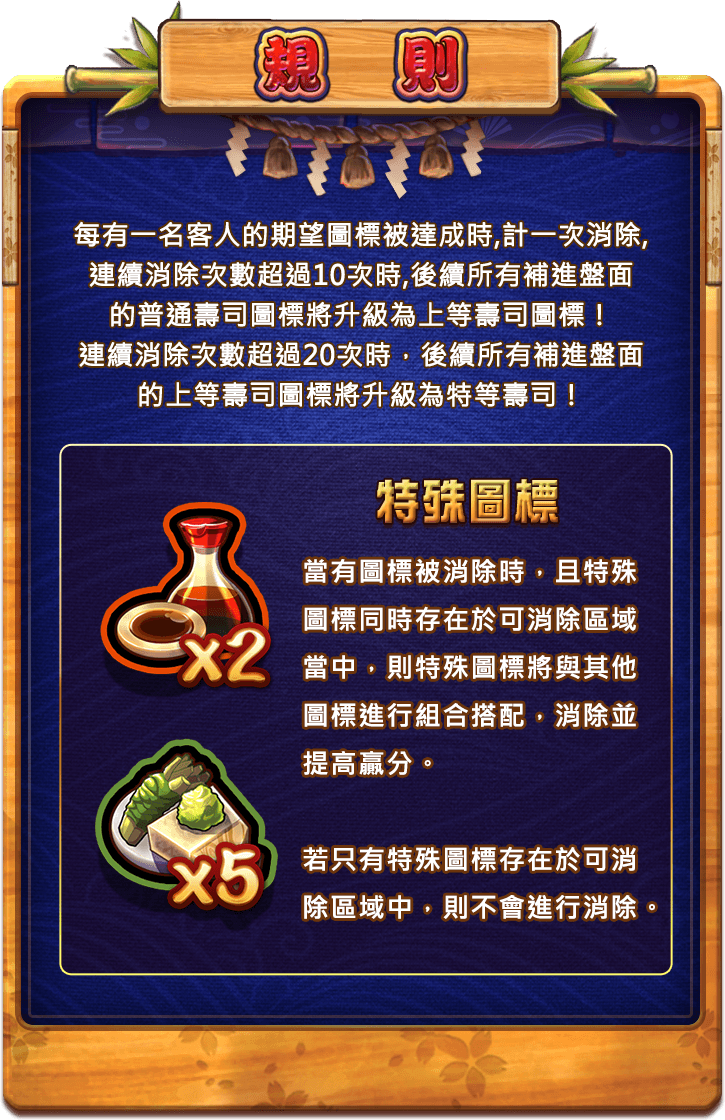 規 則
每有一名客人的期望圖標被達成時,計一次消除,
連續消除次數超過10次時,後續所有補進盤面
的普通壽司圖標將升級為上等壽司圖標！
連續消除次數超過20次時，後續所有補進盤面
的上等壽司圖標將升級為特等壽司！
特殊圖標
當有圖標被消除時，且特殊
圖標同時存在於可消除區域
當中，則特殊圖標將與其他
圖標進行組合搭配，消除並
提高贏分。
x2
若只有特殊圖標存在於可消
除區域中，則不會進行消除。
x5